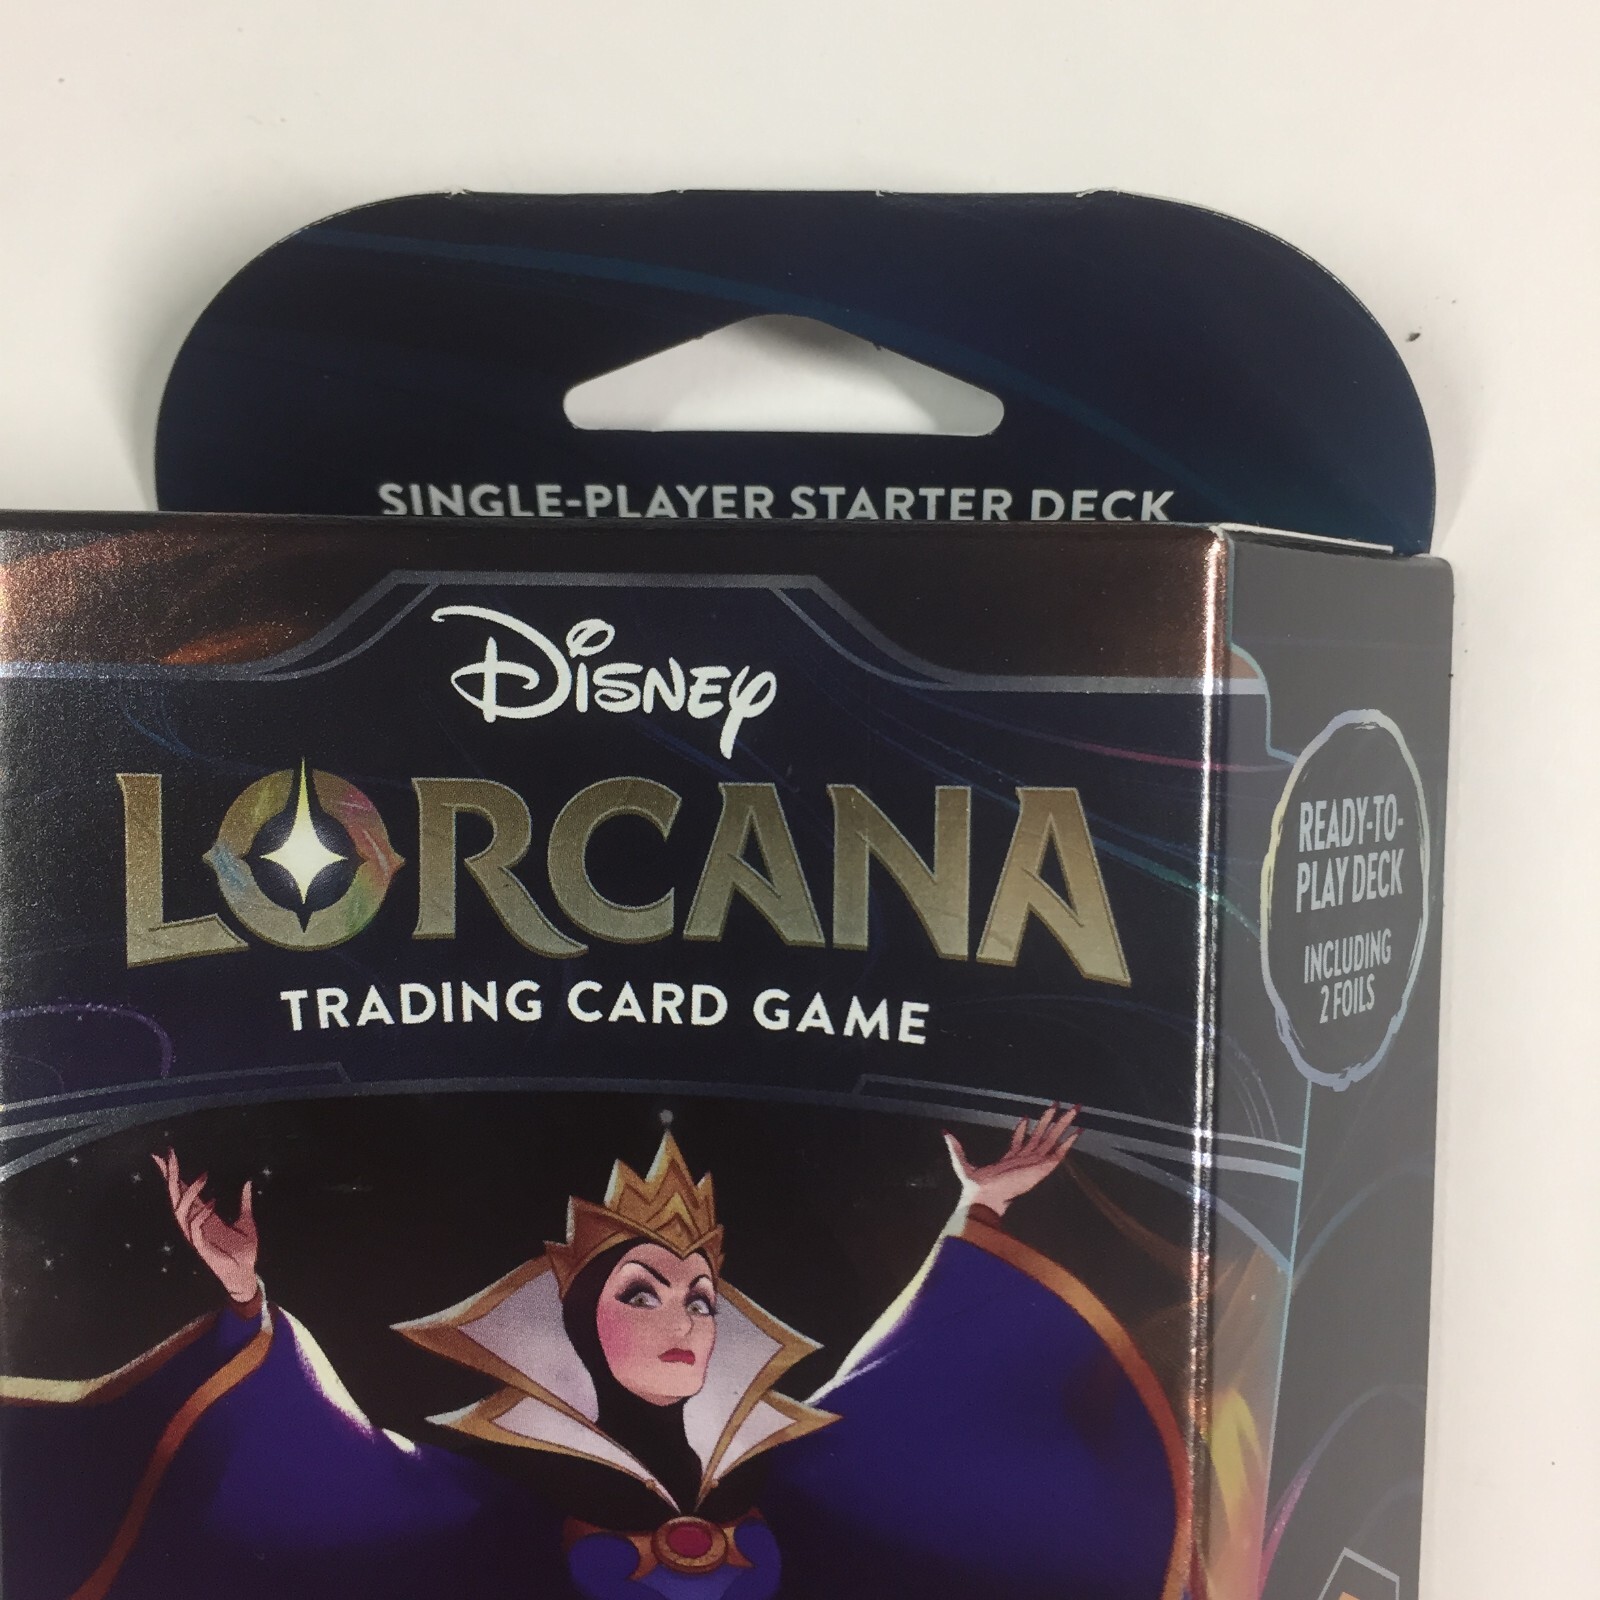 SINGLE-PLAYER STARTER DECK
DISNEY
LORCANA
TRADING CARD GAME
READY-TO-
PLAY DECK
INCLUDING
2 FOILS